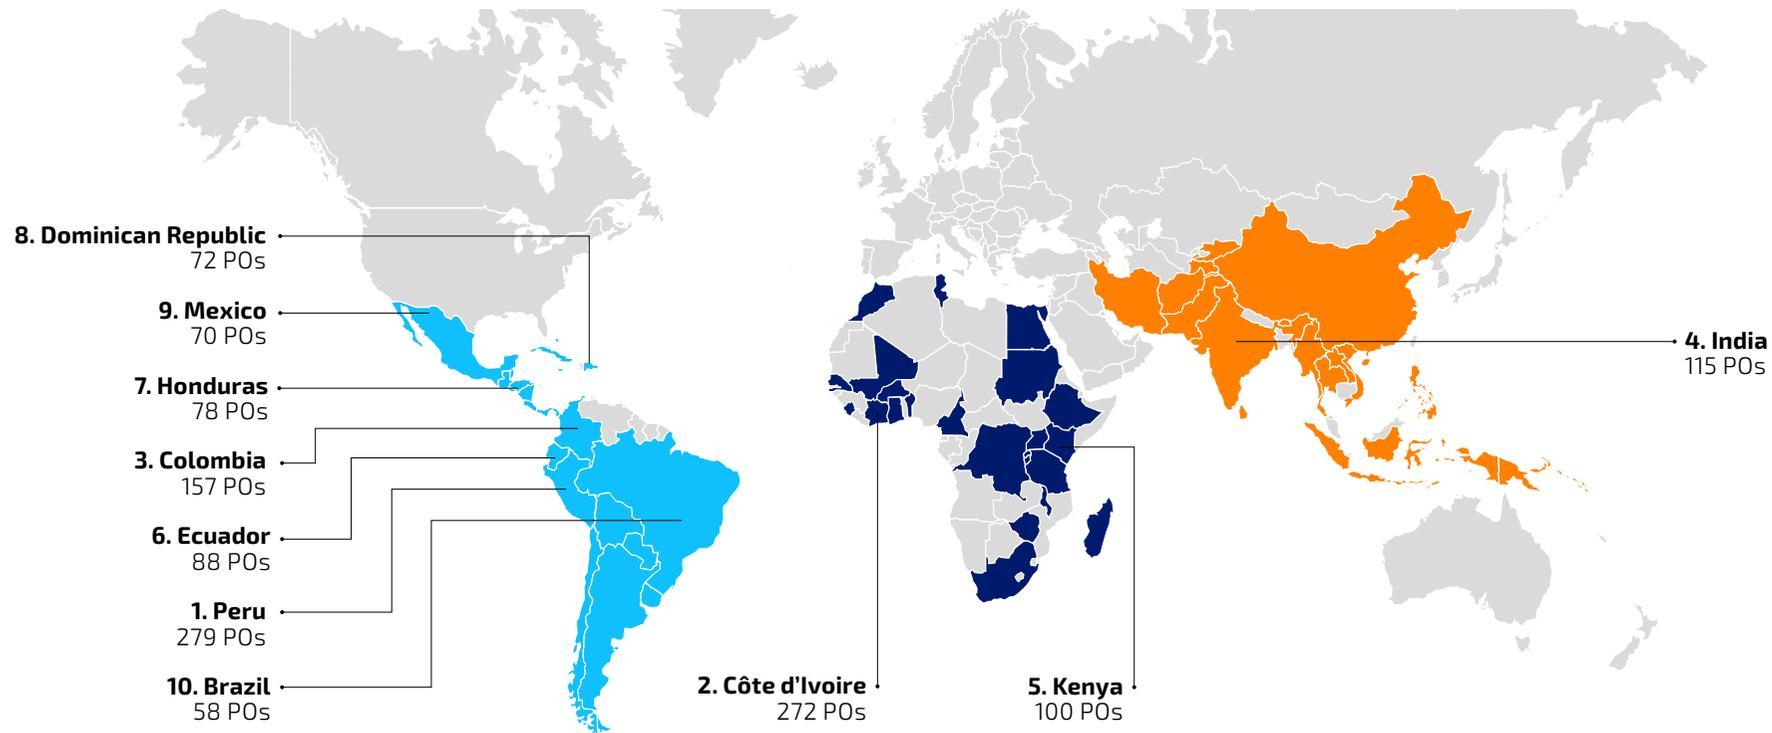 8. Dominican Republic
72 POs
9. Mexico
70 POs
4. India
115 POs
7. Honduras
78 POs
3. Colombia
157 POs
6. Ecuador
88 POs
1. Peru
279 POs
10. Brazil
58 POs
2. Côte d’Ivoire
272 POs
5. Kenya
100 POs